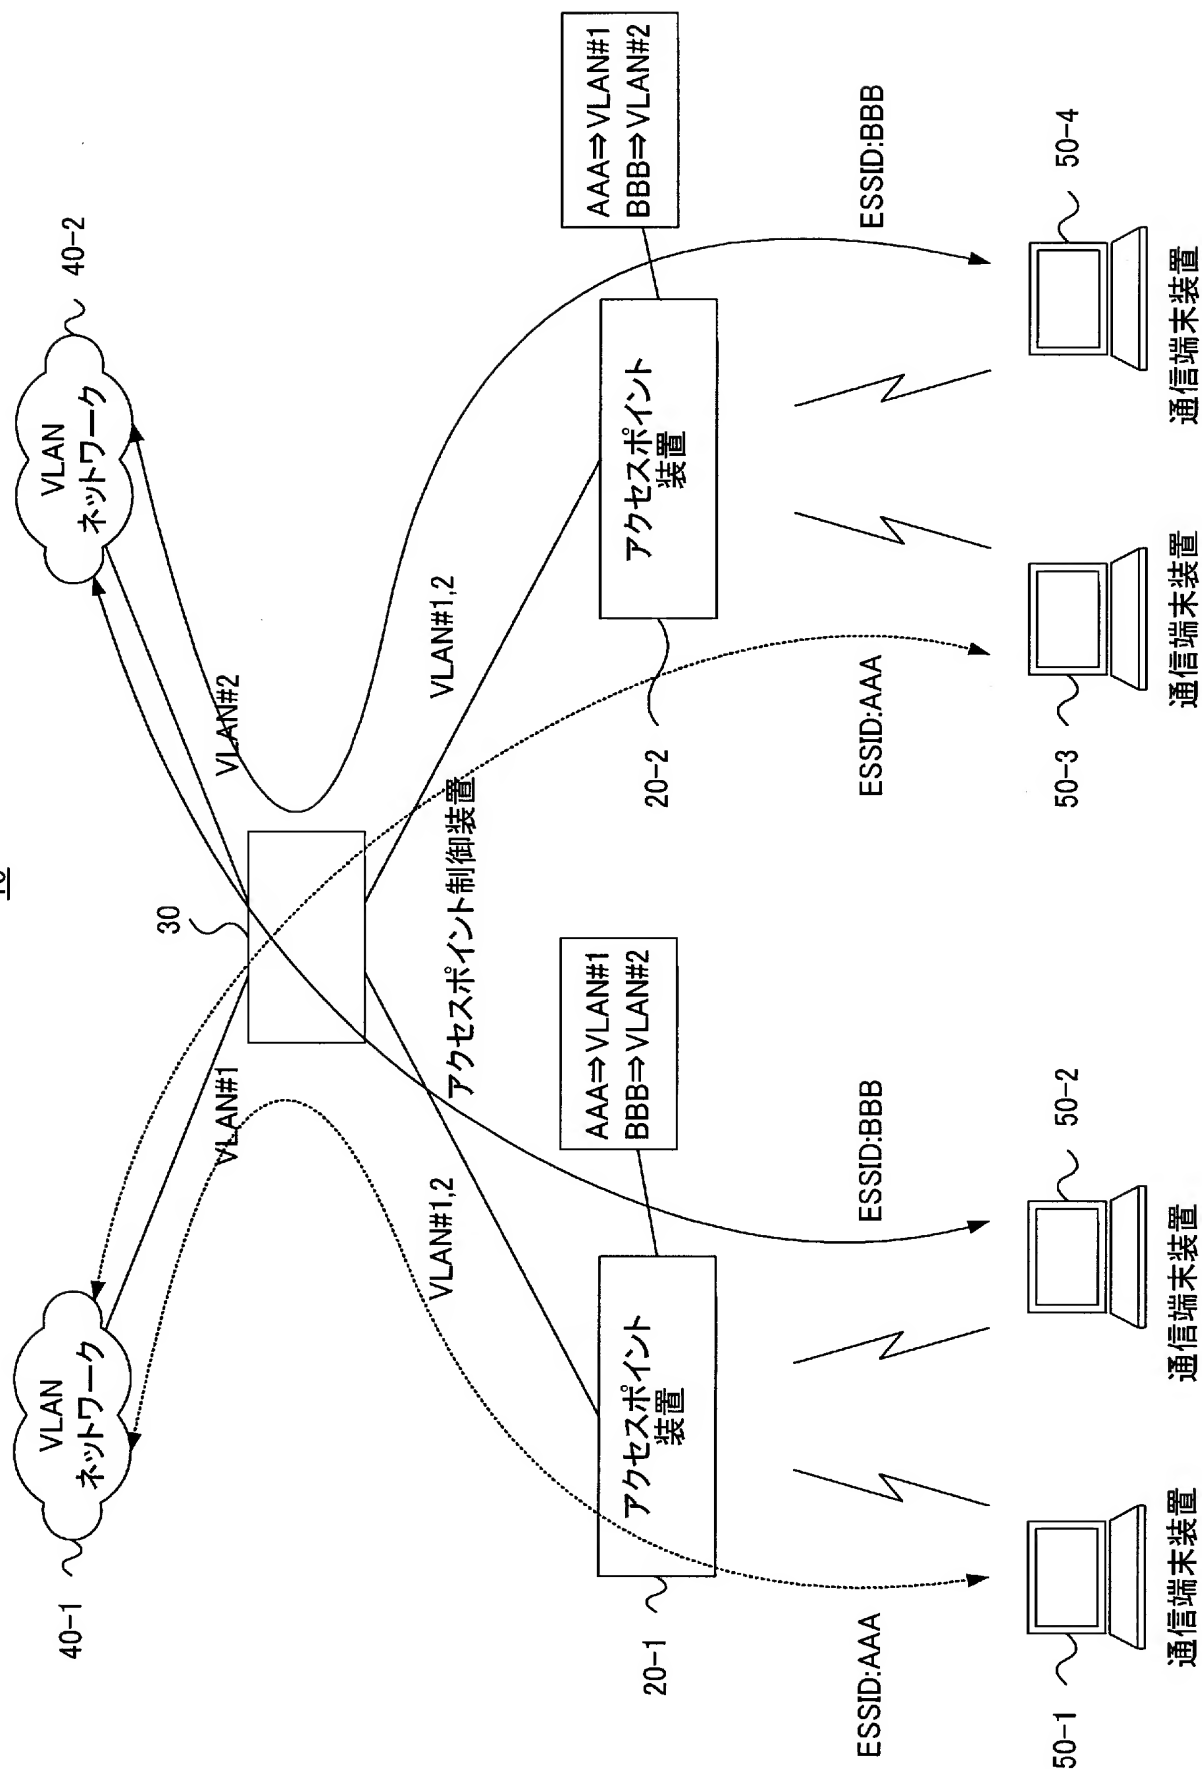 10
40-1
VLAN
ネットワーク
40-2
VLAN
ネットワーク
30
VLAN#1
VLAN#2
アクセスポイント制御装置
VLAN#1,2
VLAN#1,2
20-1
アクセスポイント
装置
AAA⇒VLAN#1
BBB⇒VLAN#2
20-2
アクセスポイント
装置
AAA⇒VLAN#1
BBB⇒VLAN#2
ESSID:AAA
ESSID:BBB
ESSID:AAA
ESSID:BBB
50-1
通信端末装置
50-2
通信端末装置
50-3
通信端末装置
50-4
通信端末装置